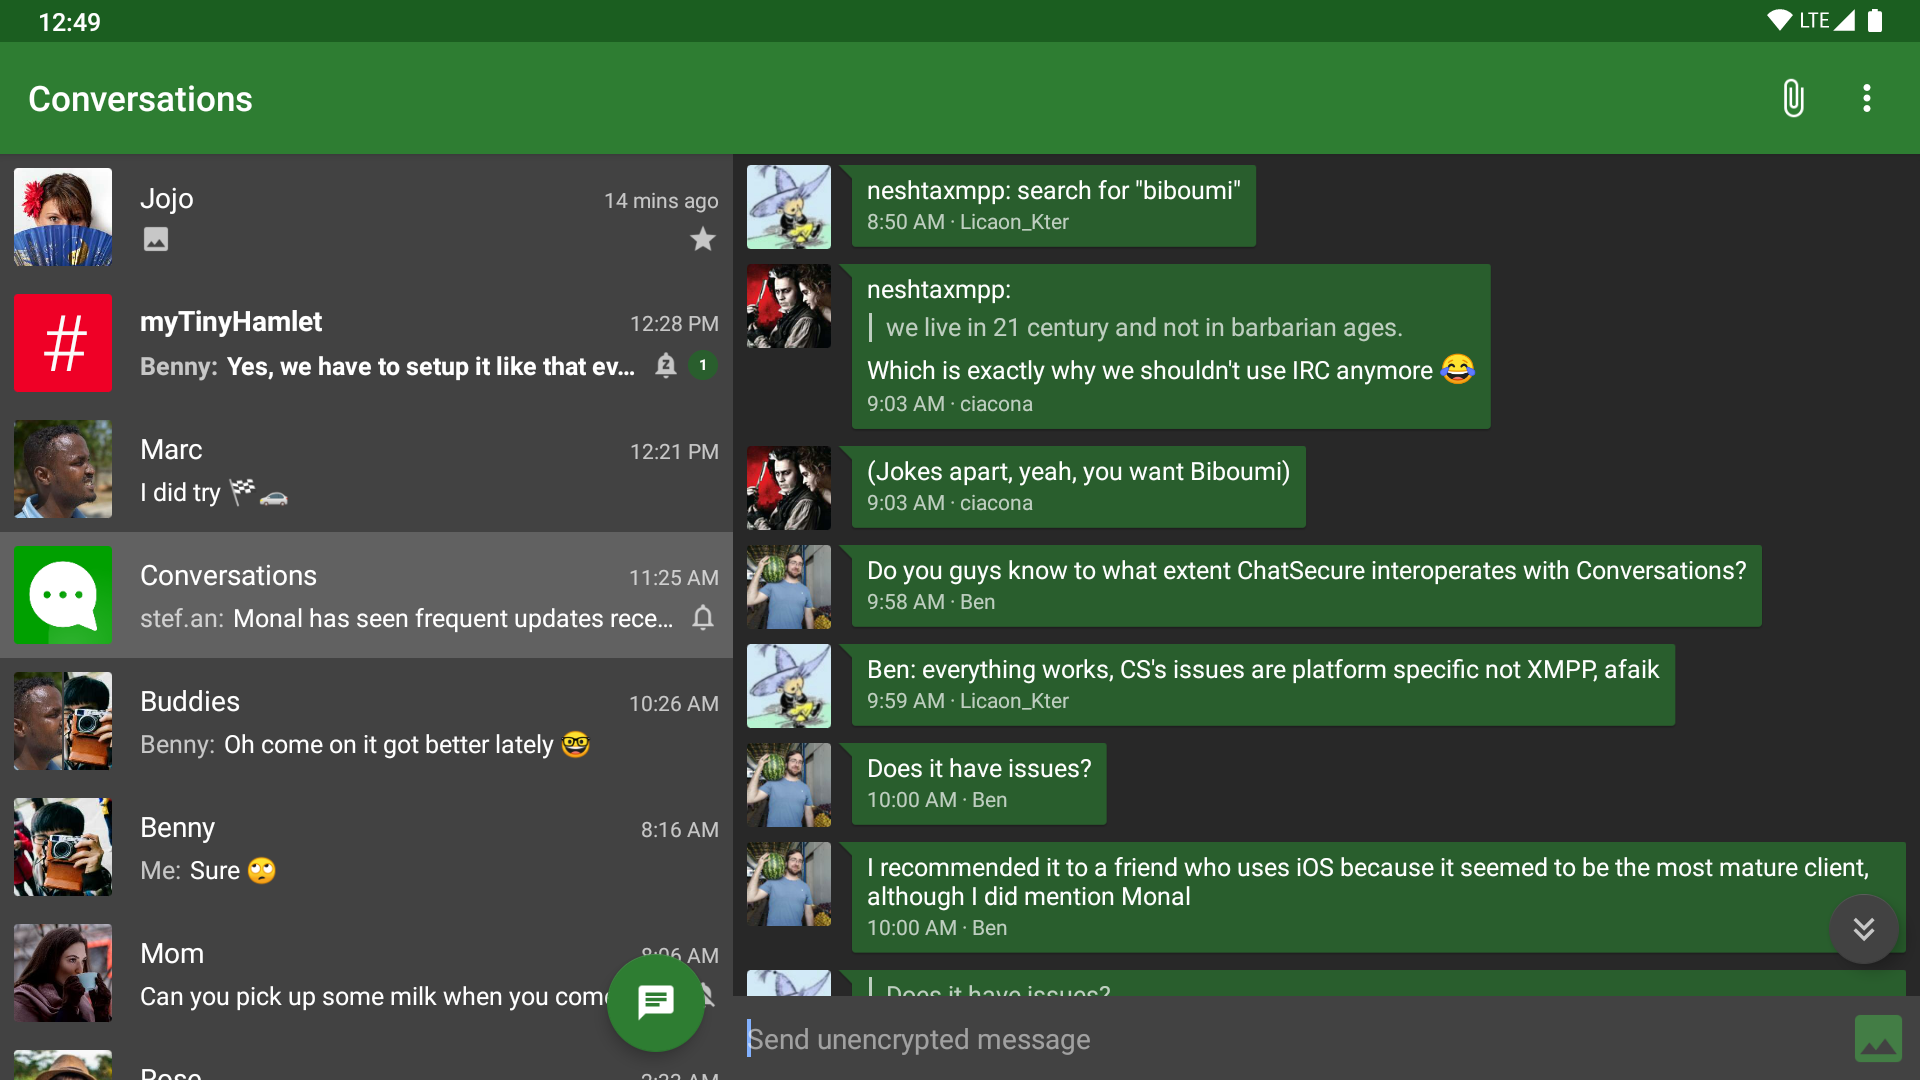 12:49
LTE
Conversations
Jojo
14 mins ago
#
myTinyHamlet
12:28 PM
Benny: Yes, we have to setup it like that ev...
1
Marc
12:21 PM
I did try 🏁🚗
Conversations
11:25 AM
stef.an: Monal has seen frequent updates rece...
Buddies
10:26 AM
Benny: Oh come on it got better lately 🤓
Benny
8:16 AM
Me: Sure 🙄
Mom
8:06 AM
Can you pick up some milk when you com
neshtaxmpp: search for "biboumi"
8:50 AM · Licaon_Kter
neshtaxmpp:
we live in 21 century and not in barbarian ages.
Which is exactly why we shouldn't use IRC anymore 😂
9:03 AM · ciacona
(Jokes apart, yeah, you want Biboumi)
9:03 AM · ciacona
Do you guys know to what extent ChatSecure interoperates with Conversations?
9:58 AM · Ben
Ben: everything works, CS's issues are platform specific not XMPP, afaik
9:59 AM · Licaon_Kter
Does it have issues?
10:00 AM · Ben
I recommended it to a friend who uses iOS because it seemed to be the most mature client,
although I did mention Monal
10:00 AM · Ben
Does it have issues?
Send unencrypted message